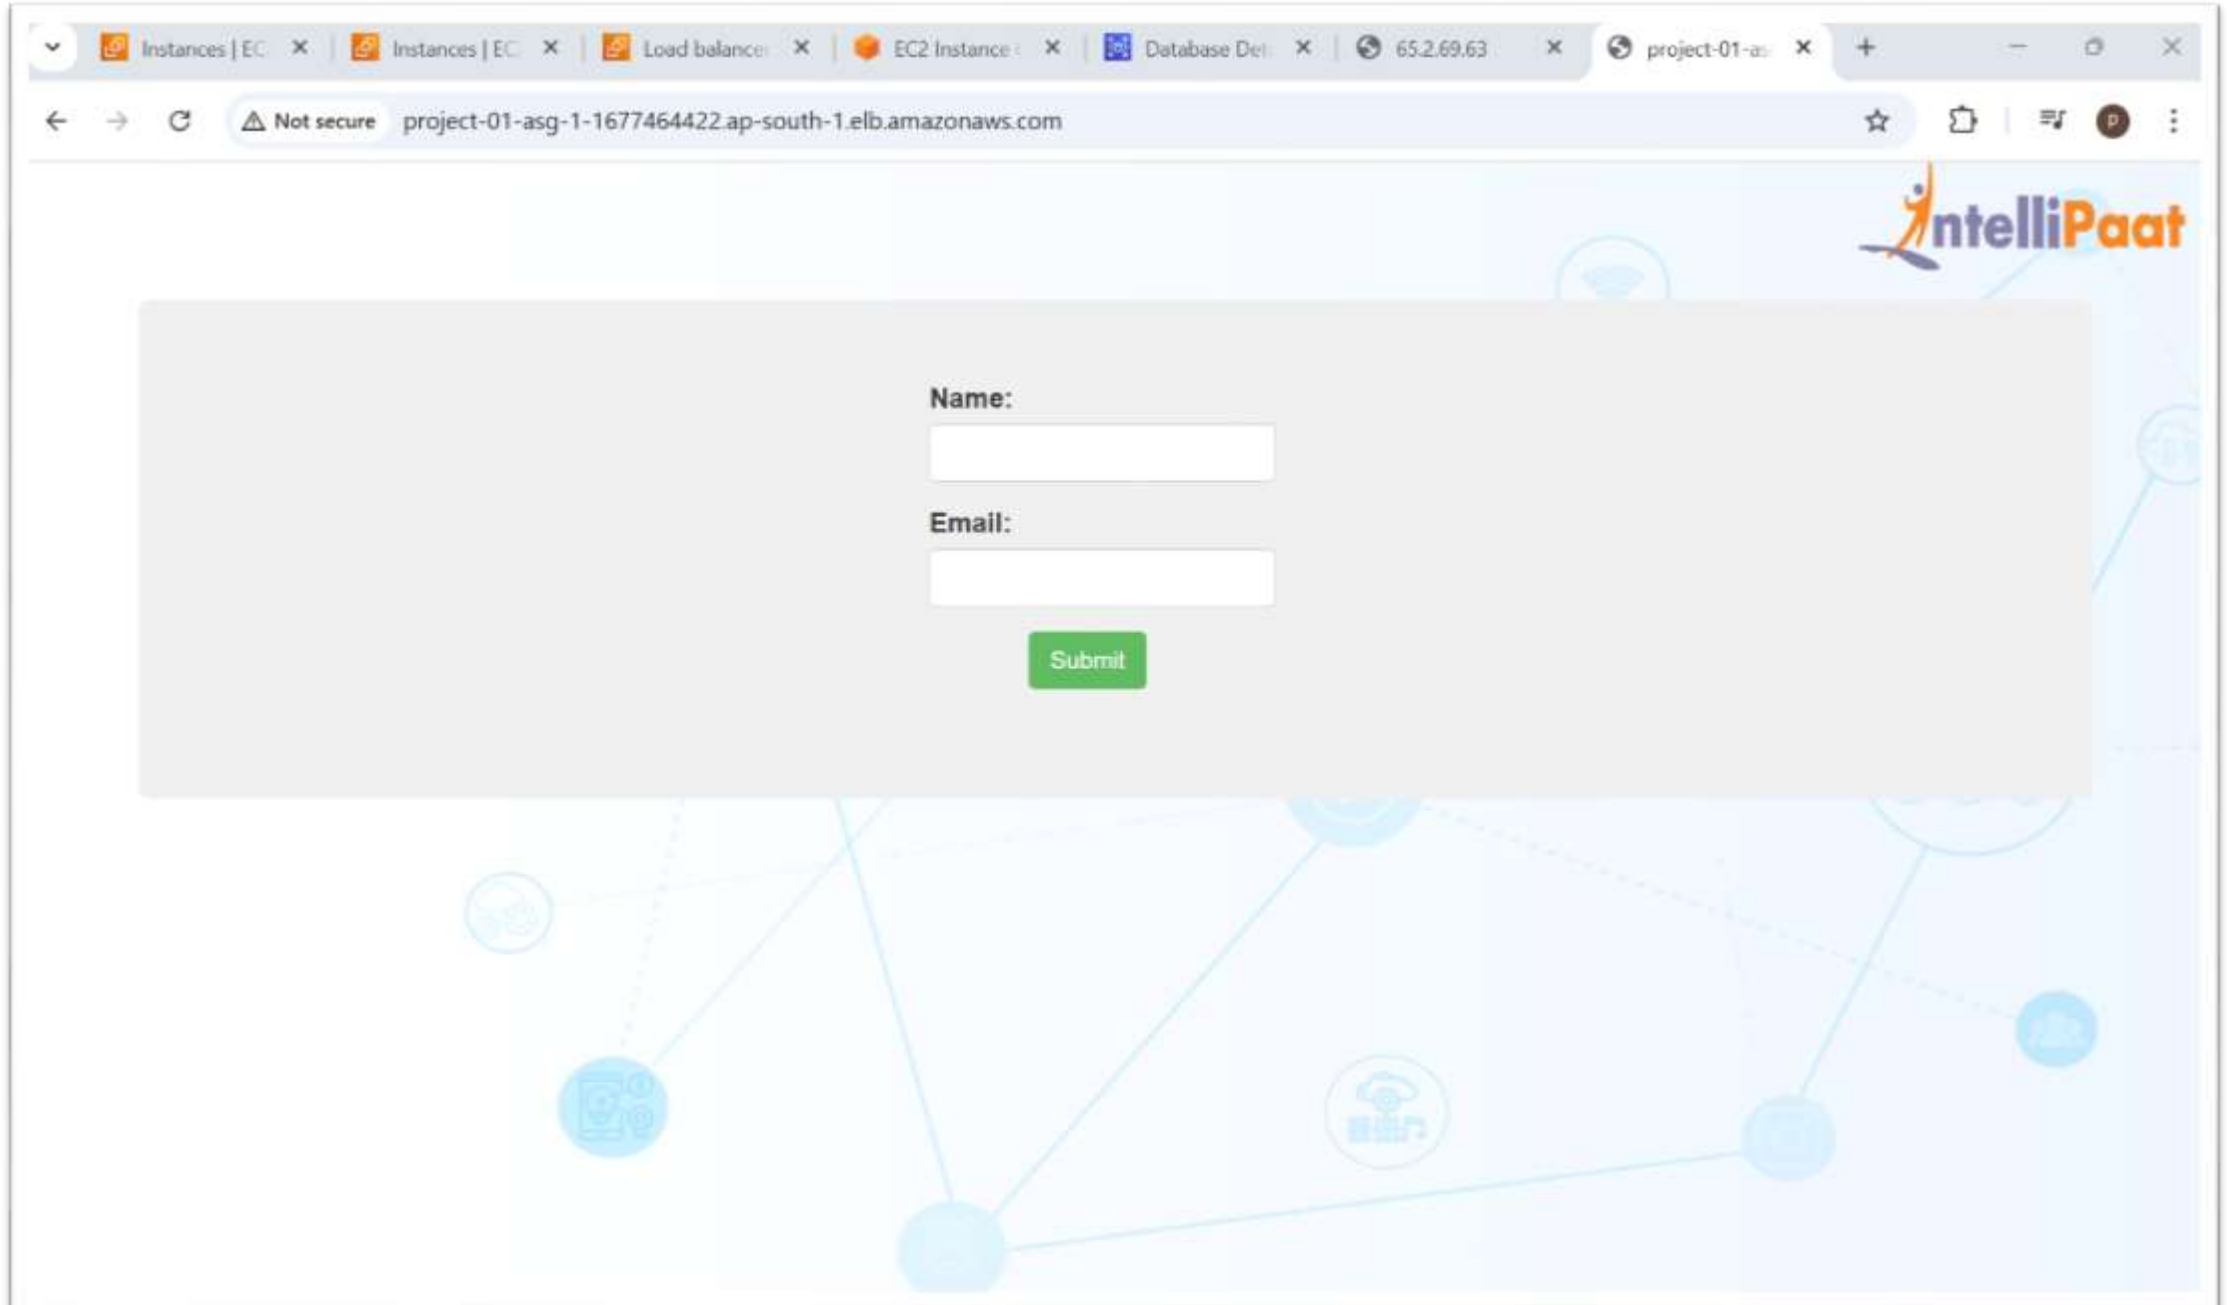 Instances | EC
Instances | EC
Load balance
EC2 Instance
Database Det
65.2.69.63
project-01-as
Not secure
project-01-asg-1-1677464422.ap-south-1.elb.amazonaws.com
P
IntelliPaat
Name:
Email:
Submit